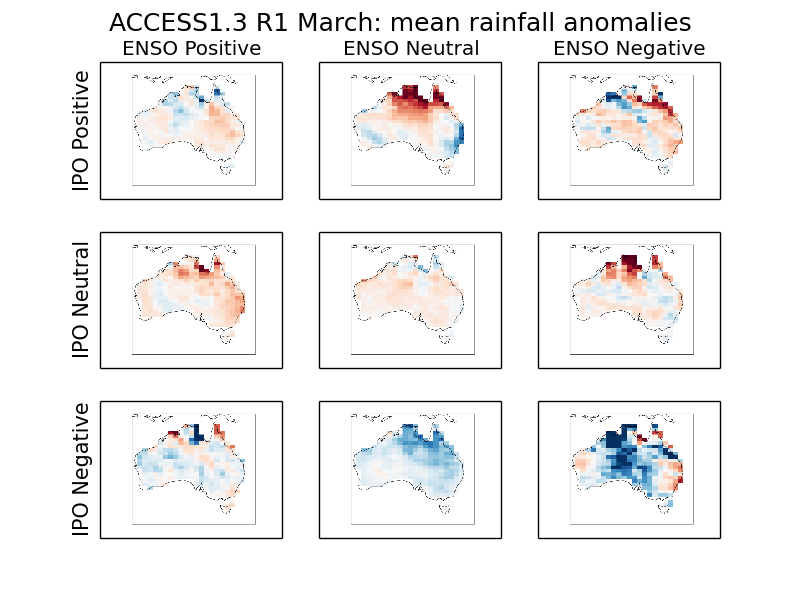 ACCESS1.3 R1 March: mean rainfall anomalies
ENSO Positive ENSO Neutral ENSO Negative
IPO Positive
IPO Neutral
IPO Negative